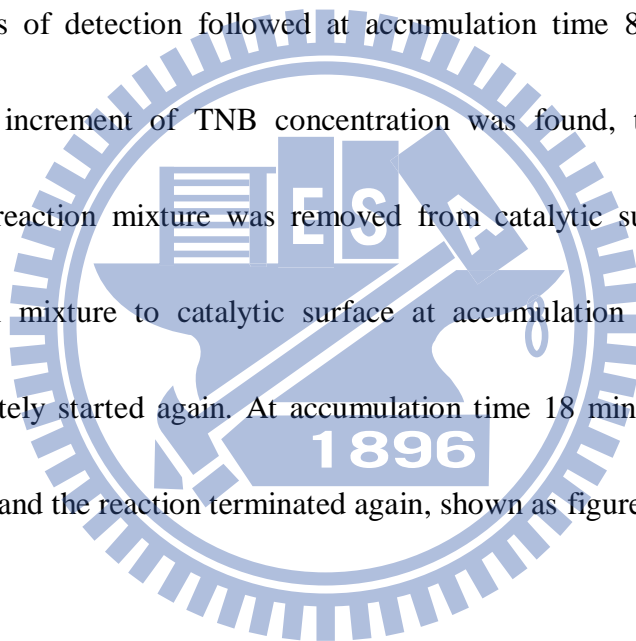 s of detection followed at accumulation time 8
increment of TNB concentration was found, t
reaction mixture was removed from catalytic su
mixture to catalytic surface at accumulation
tely started again. At accumulation time 18 min
and the reaction terminated again, shown as figure
E S A
1896